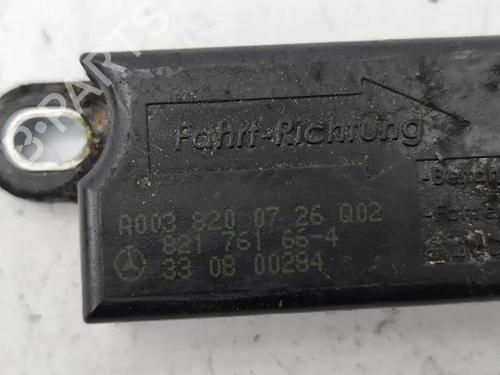 B-PARTS
Fahrt-Richtung
A003 820 07 26 Q02
821 761 66-4
33 08 00284